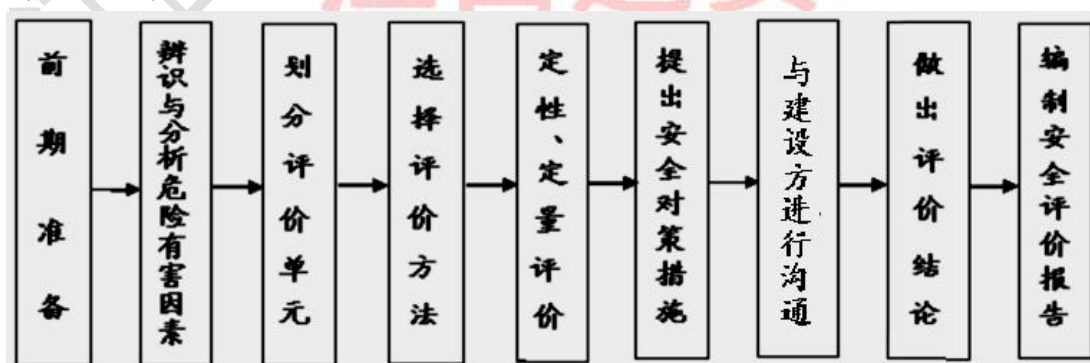 前期准备
辨识与分析危险有害因素
划分评价单元
选择评价方法
定性、定量评价
提出安全对策措施
与建设方进行沟通
做出评价结论
编制安全评价报告